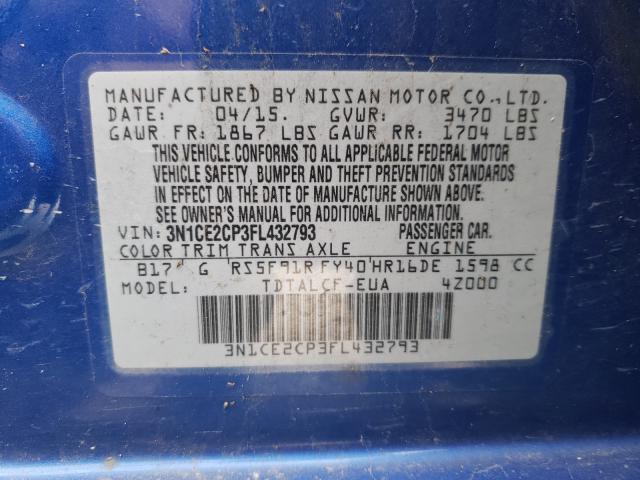 MANUFACTURED BY NISSAN MOTOR CO., LTD.
DATE: 04/15. GVWR: 3470 LBS
GAWR FR: 1867 LBS GAWR RR: 1704 LBS
THIS VEHICLE CONFORMS TO ALL APPLICABLE FEDERAL MOTOR
VEHICLE SAFETY, BUMPER AND THEFT PREVENTION STANDARDS
IN EFFECT ON THE DATE OF MANUFACTURE SHOWN ABOVE.
SEE OWNER'S MANUAL FOR ADDITIONAL INFORMATION.
VIN: 3N1CE2CP3FL432793 PASSENGER CAR.
COLOR TRIM TRANS AXLE ENGINE
B17 G RS5F91R FY40 HR16DE 1598 CC
MODEL: TDTALCF-EUA 4Z000
3N1CE2CP3FL432793